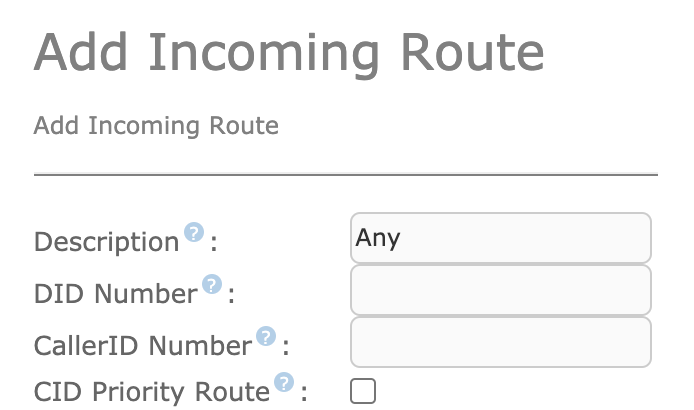 Add Incoming Route
Add Incoming Route
Description ? : Any
DID Number ? :
CallerID Number ? :
CID Priority Route ? :